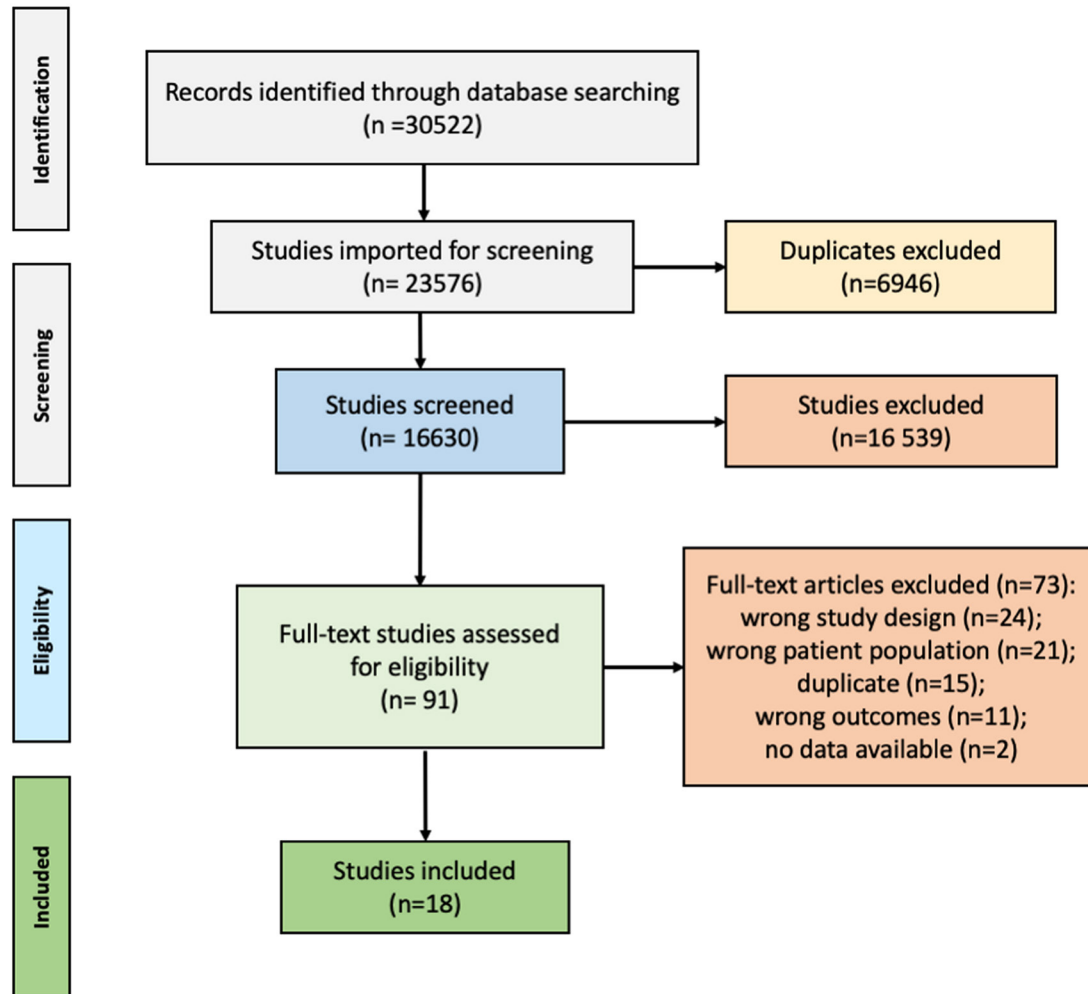 Identification
Records identified through database searching
(n =30522)
Studies imported for screening
(n= 23576)
Duplicates excluded
(n=6946)
Screening
Studies screened
(n= 16630)
Studies excluded
(n=16 539)
Eligibility
Full-text studies assessed
for eligibility
(n= 91)
Full-text articles excluded (n=73):
wrong study design (n=24);
wrong patient population (n=21);
duplicate (n=15);
wrong outcomes (n=11);
no data available (n=2)
Included
Studies included
(n=18)